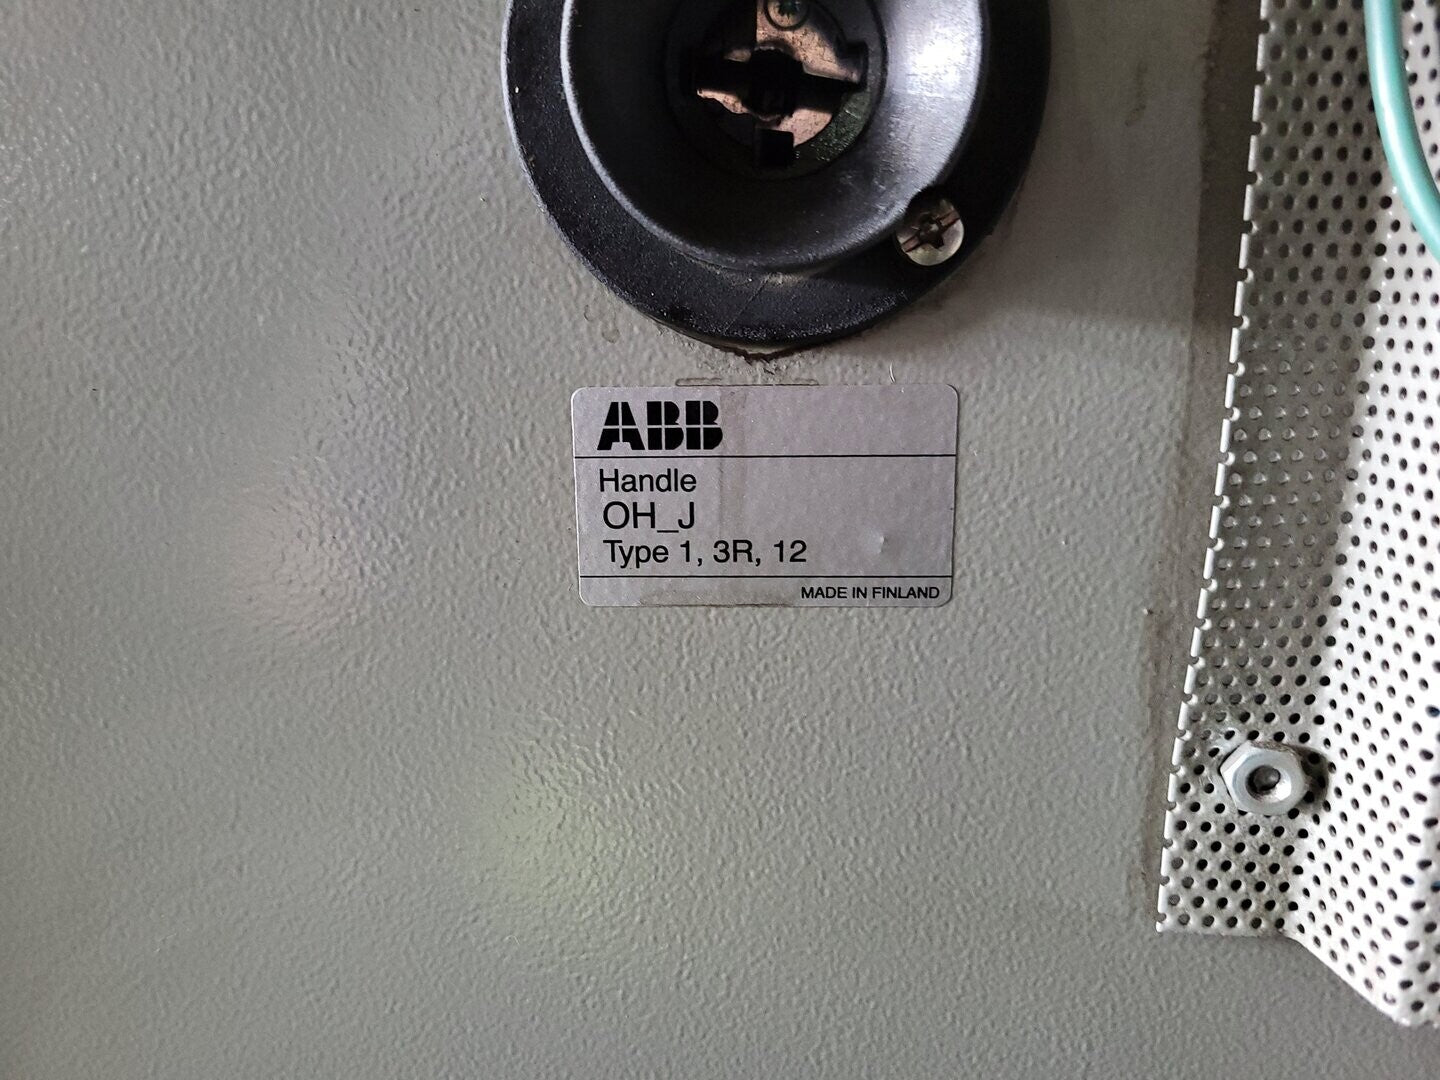 ABB
Handle
OH_J
Type 1, 3R, 12
MADE IN FINLAND